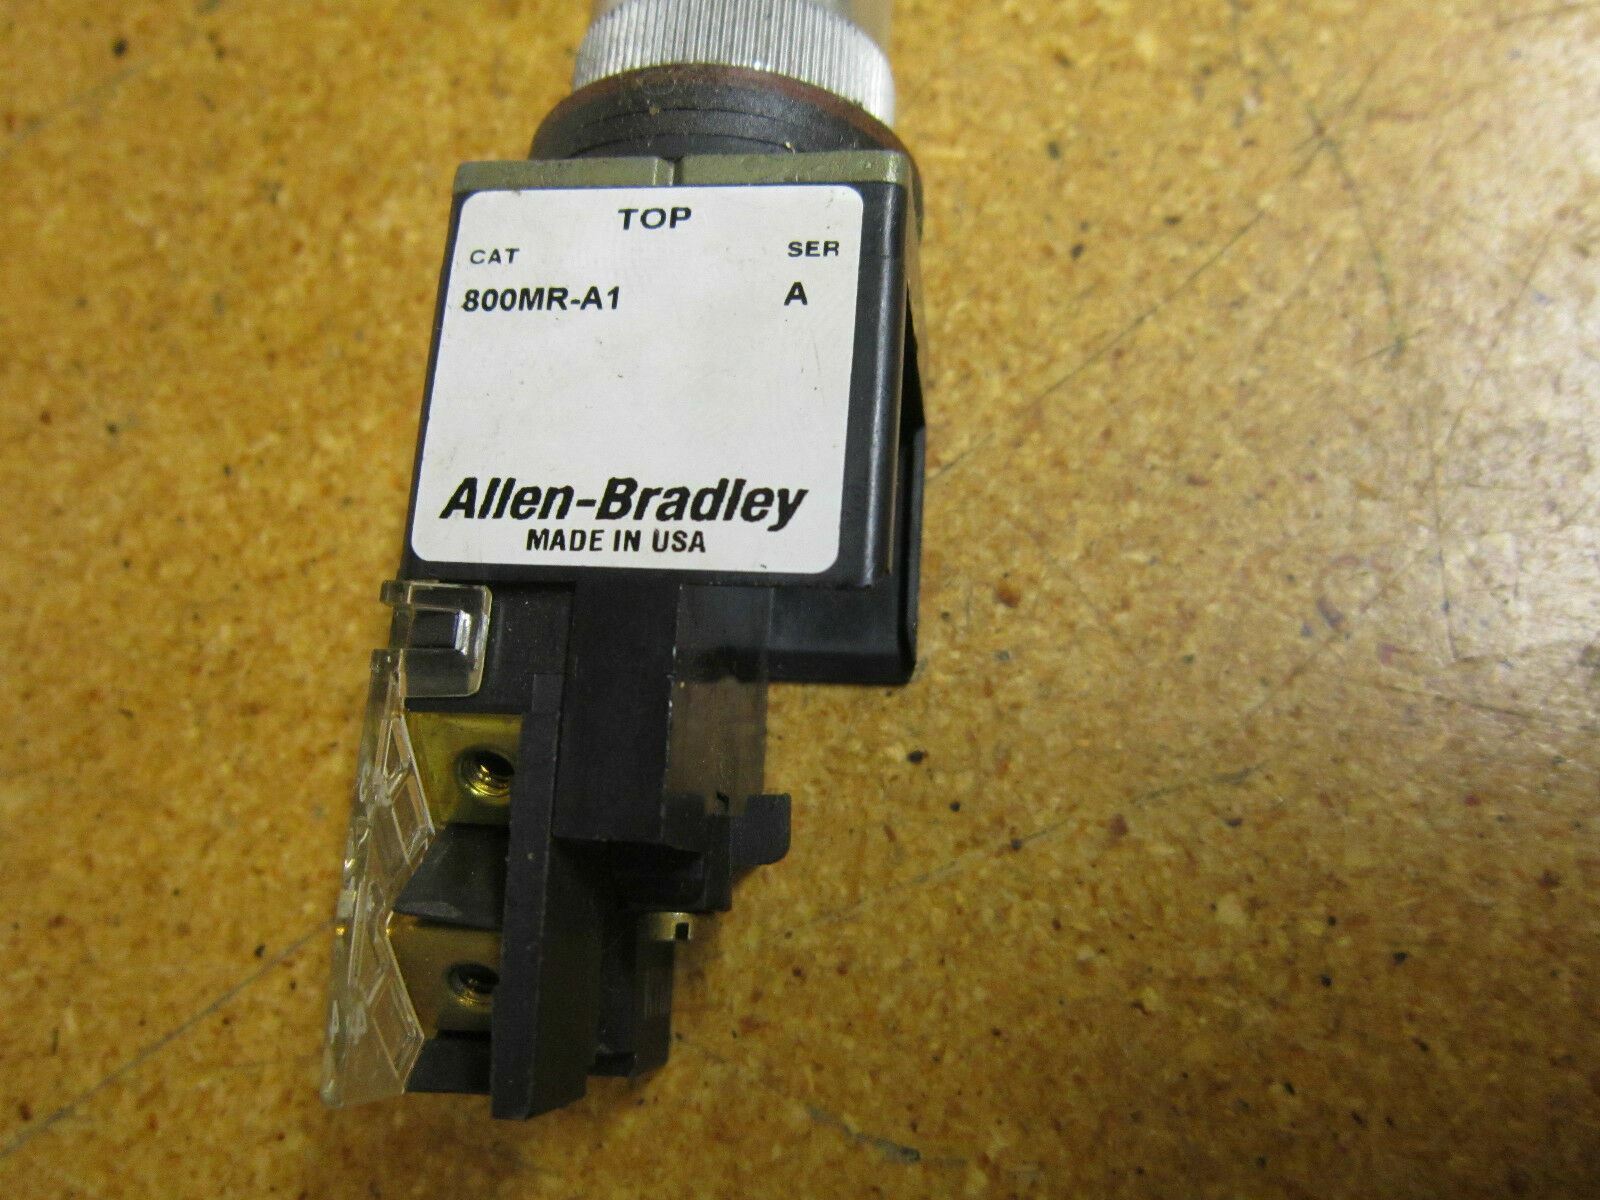 TOP
CAT SER
800MR-A1 A
Allen-Bradley
MADE IN USA